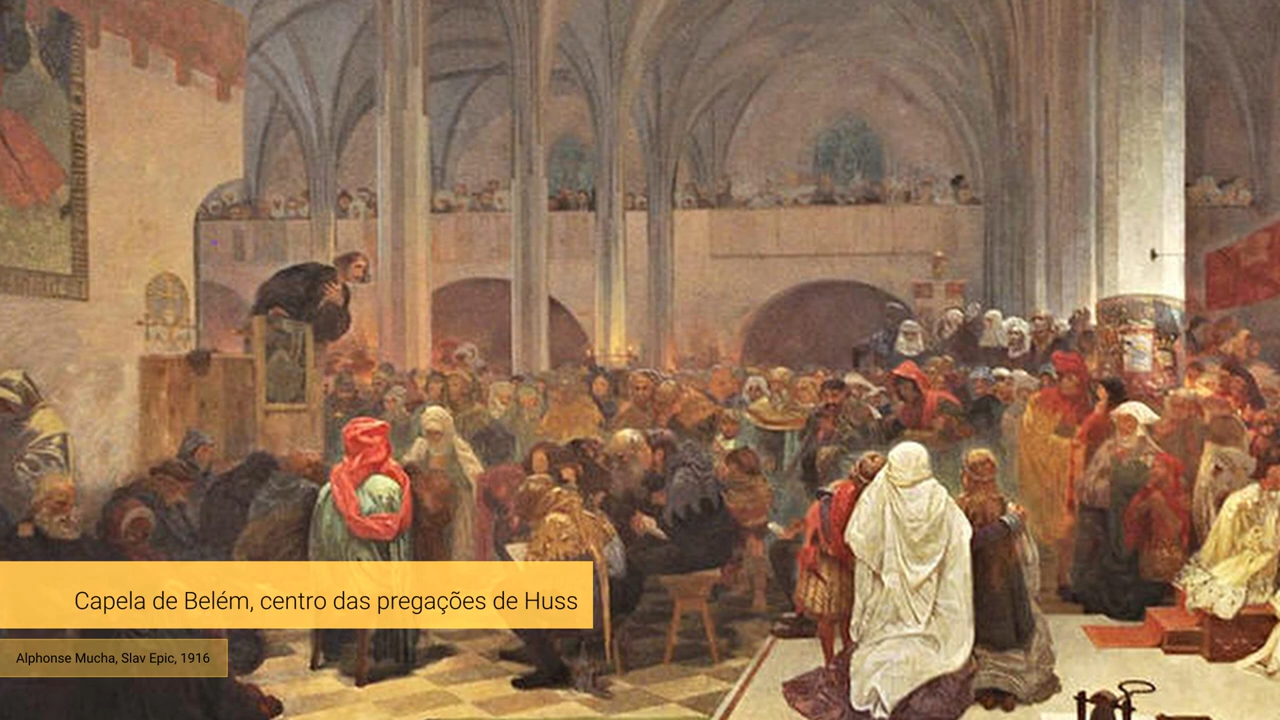 Capela de Belém, centro das pregações de Huss
Alphonse Mucha, Slav Epic, 1916